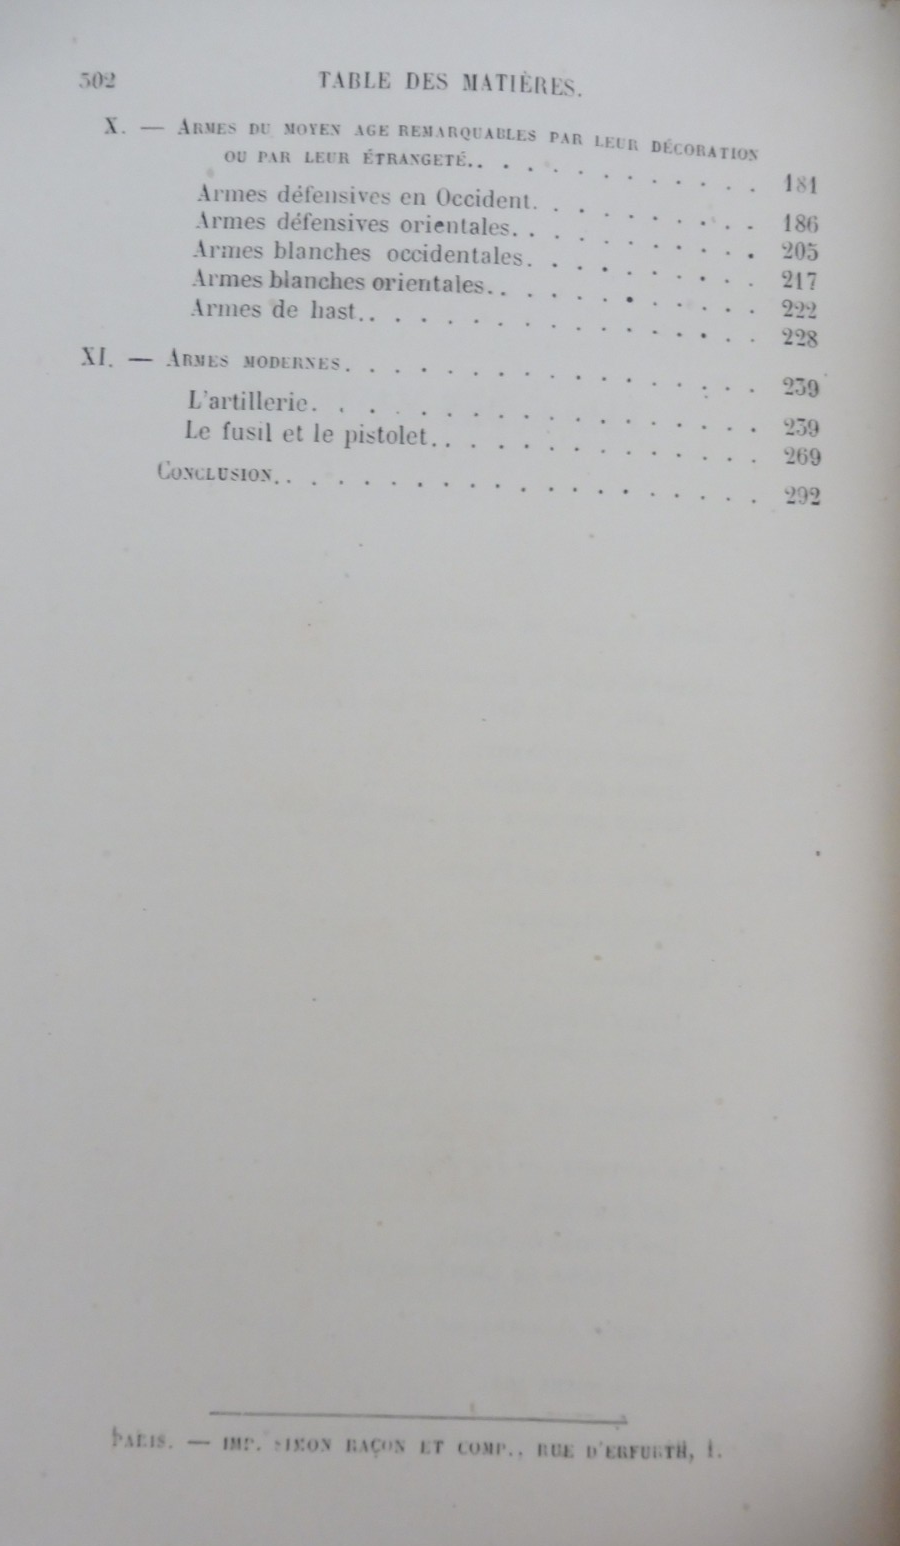 302 TABLE DES MATIÈRES.
X. — ARMES DU MOYEN AGE REMARQUABLES PAR LEUR DÉCORATION
OU PAR LEUR ÉTRANGETÉ. . . . . . . . . . . . 181
Armes défensives en Occident. . . . . . . . . . 186
Armes défensives orientales. . . . . . . . . . . 205
Armes blanches occidentales. . . . . . . . . . 217
Armes blanches orientales. . . . . . . . . . . . 222
Armes de hast. . . . . . . . . . . . . . . . . 228
XI. — ARMES MODERNES. . . . . . . . . . . . . . . . . 239
L'artillerie. . . . . . . . . . . . . . . . . . 239
Le fusil et le pistolet. . . . . . . . . . . . . . 269
CONCLUSION. . . . . . . . . . . . . . . . . . . . 292
PARIS. — IMP. SIMON RAÇON ET COMP., RUE D'ERFURTH, 1.